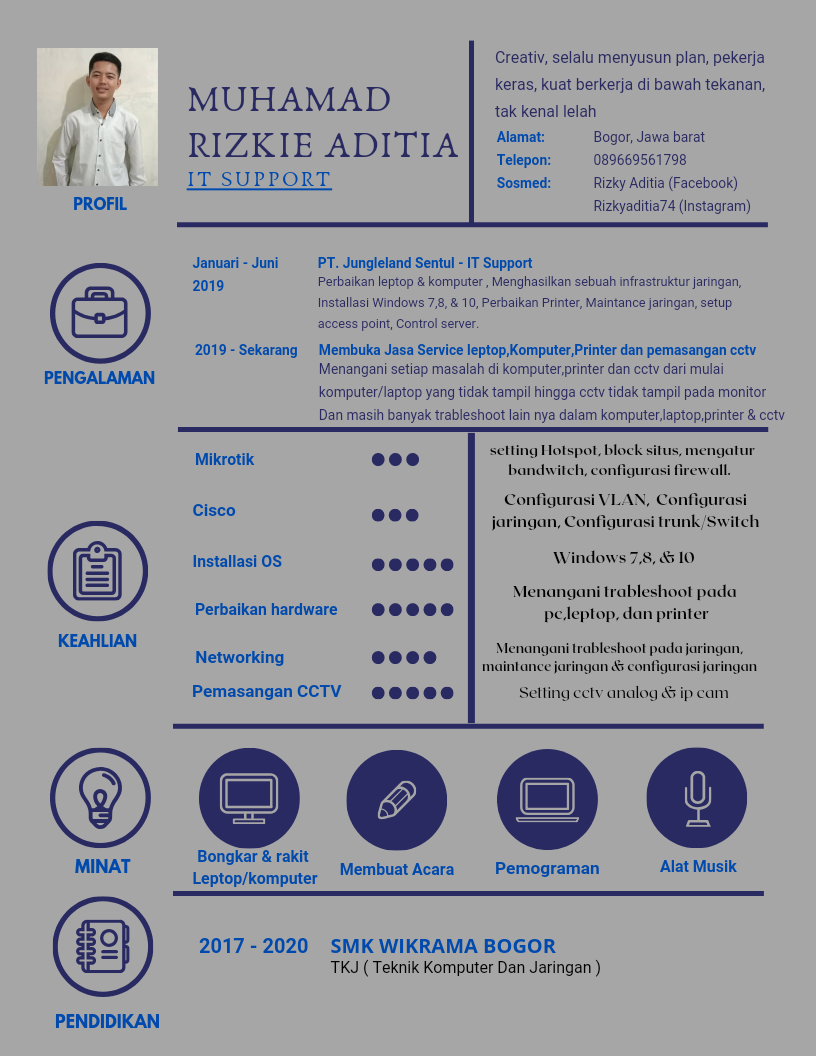 MUHAMAD
RIZKIE ADITIA
IT SUPPORT
PROFIL
Creativ, selalu menyusun plan, pekerja
keras, kuat berkerja di bawah tekanan,
tak kenal lelah
Alamat: Bogor, Jawa barat
Telepon: 089669561798
Sosmed: Rizky Aditia (Facebook)
Rizkyaditia74 (Instagram)
PENGALAMAN
Januari - Juni
2019
PT. Jungleland Sentul - IT Support
Perbaikan leptop & komputer , Menghasilkan sebuah infrastruktur jaringan,
Installasi Windows 7,8, & 10, Perbaikan Printer, Maintance jaringan, setup
access point, Control server.
2019 - Sekarang
Membuka Jasa Service leptop,Komputer,Printer dan pemasangan cctv
Menangani setiap masalah di komputer,printer dan cctv dari mulai
komputer/laptop yang tidak tampil hingga cctv tidak tampil pada monitor
Dan masih banyak trableshoot lain nya dalam komputer,laptop,printer & cctv
KEAHLIAN
Mikrotik
setting Hotspot, block situs, mengatur
bandwitch, configurasi firewall.
Cisco
Configurasi VLAN, Configurasi
jaringan, Configurasi trunk/Switch
Installasi OS
Windows 7,8, & 10
Perbaikan hardware
Menangani trableshoot pada
pc,leptop, dan printer
Networking
Menangani trableshoot pada jaringan,
maintance jaringan & configurasi jaringan
Pemasangan CCTV
Setting cctv analog & ip cam
MINAT
Bongkar & rakit
Leptop/komputer
Membuat Acara
Pemograman
Alat Musik
PENDIDIKAN
2017 - 2020
SMK WIKRAMA BOGOR
TKJ ( Teknik Komputer Dan Jaringan )